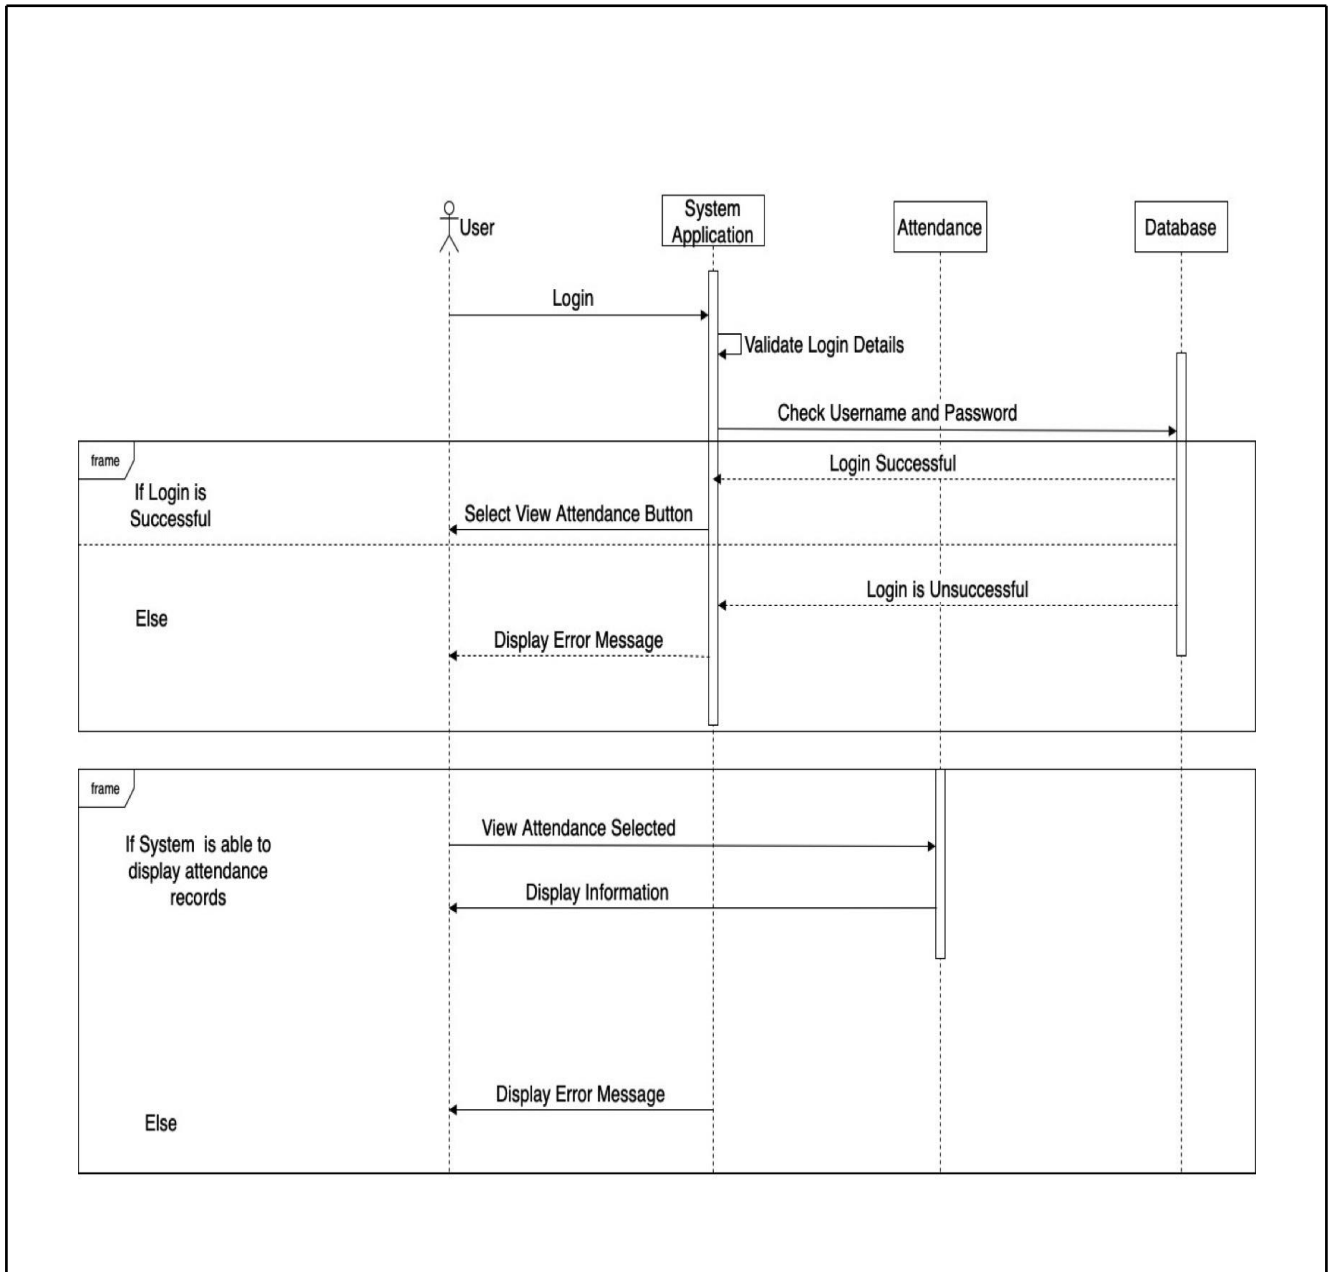 User
System
Application
Attendance
Database
Login
Validate Login Details
Check Username and Password
frame
Login Successful
If Login is
Successful
Select View Attendance Button
Login is Unsuccessful
Else
Display Error Message
frame
View Attendance Selected
If System is able to
display attendance
records
Display Information
Display Error Message
Else